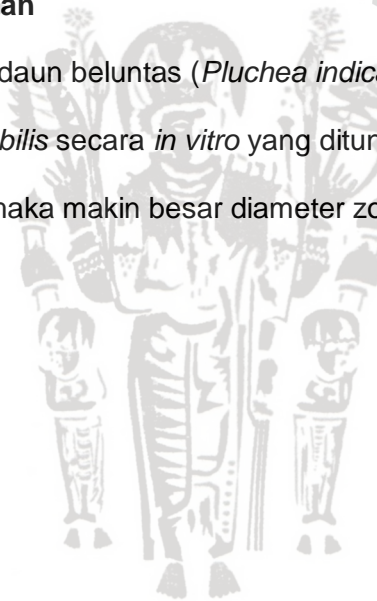 an
daun beluntas (Pluchea indica
bilis secara in vitro yang ditun
naka makin besar diameter zo